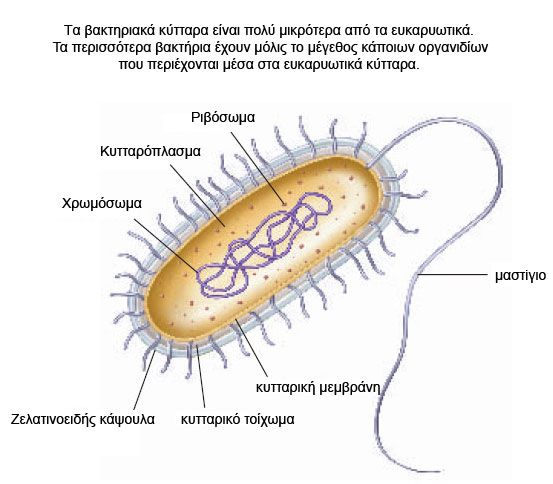 Τα βακτηριακά κύτταρα είναι πολύ μικρότερα από τα ευκαρυωτικά.
Τα περισσότερα βακτήρια έχουν μόλις το μέγεθος κάποιων οργανιδίων
που περιέχονται μέσα στα ευκαρυωτικά κύτταρα.
Ριβόσωμα
Κυτταρόπλασμα
Χρωμόσωμα
μαστίγιο
κυτταρική μεμβράνη
Ζελατινοειδής κάψουλα
κυτταρικό τοίχωμα